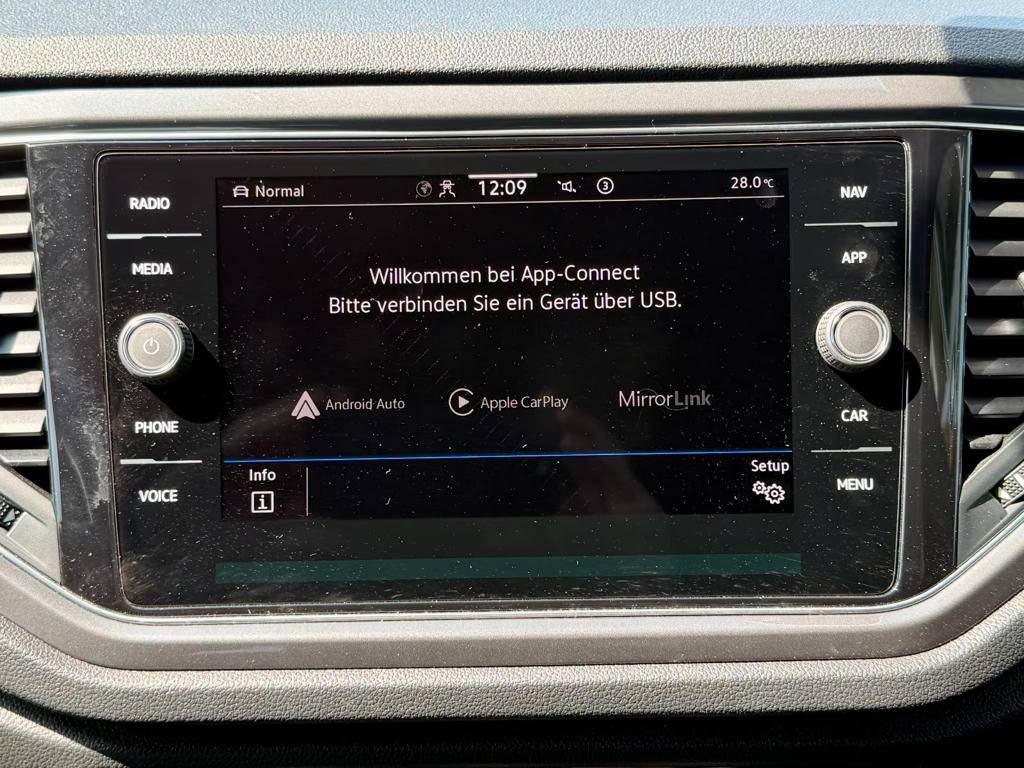 RADIO
MEDIA
PHONE
VOICE
Normal
12:09
3
28.0°C
Willkommen bei App-Connect
Bitte verbinden Sie ein Gerät über USB.
Android Auto
Apple CarPlay
MirrorLink
Info
i
Setup
NAV
APP
CAR
MENU